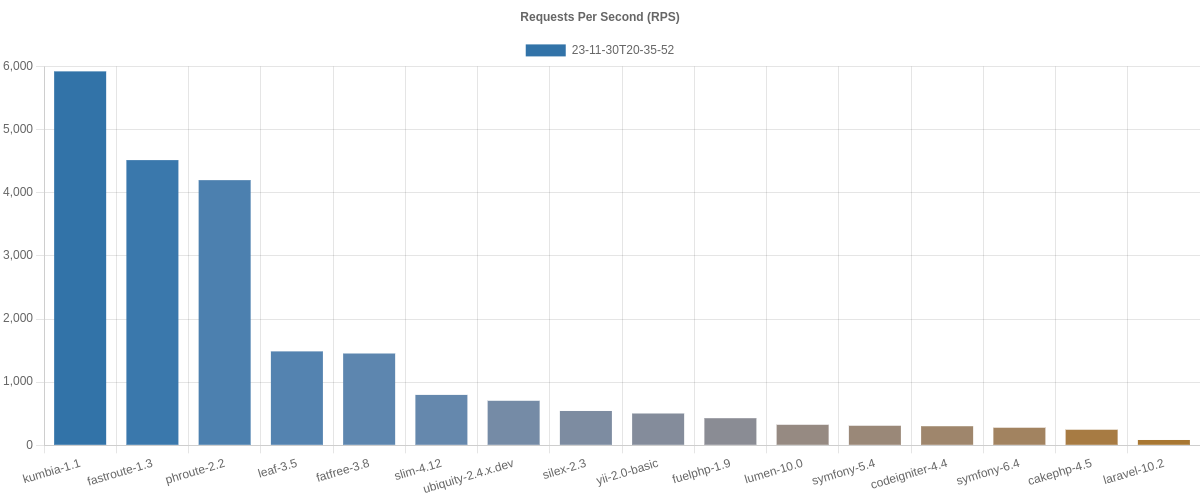 Requests Per Second (RPS)
23-11-30T20-35-52
6,000
5,000
4,000
3,000
2,000
1,000
0
kumbia-1.1
fastroute-1.3
phroute-2.2
leaf-3.5
fatfree-3.8
slim-4.12
ubiquity-2.4.x.dev
silex-2.3
yii-2.0-basic
fuelphp-1.9
lumen-10.0
symfony-5.4
codeigniter-4.4
symfony-6.4
cakephp-4.5
laravel-10.2